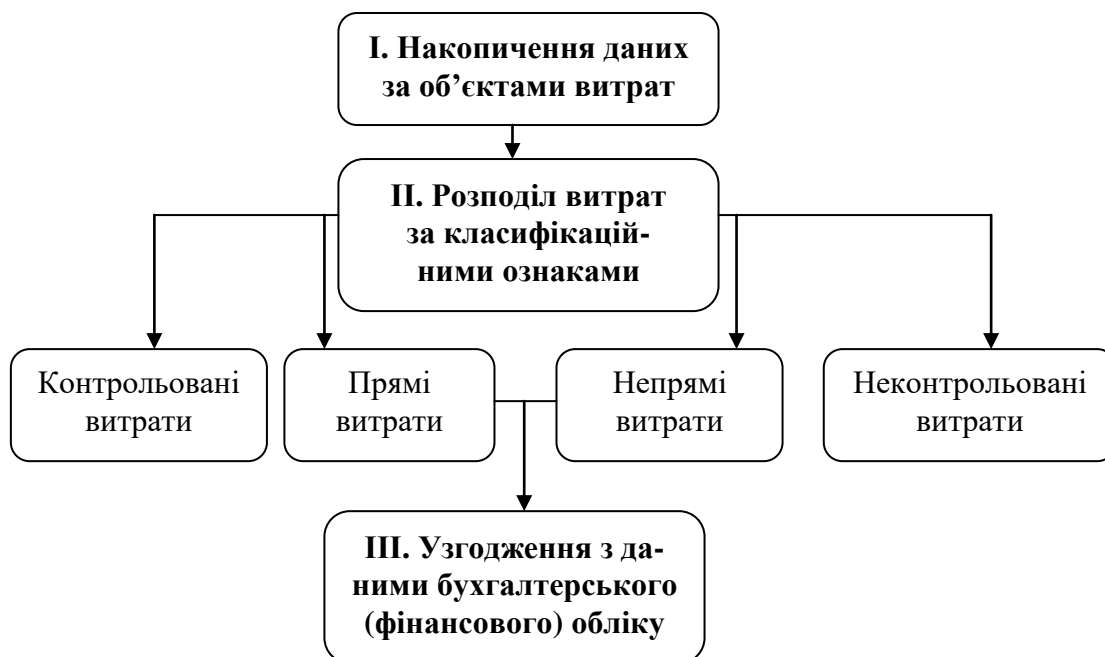 І. Накопичення даних
за об’єктами витрат
ІІ. Розподіл витрат
за класифікацій-
ними ознаками
Контрольовані
витрати
Прямі
витрати
Непрямі
витрати
Неконтрольовані
витрати
ІІІ. Узгодження з да-
ними бухгалтерського
(фінансового) обліку